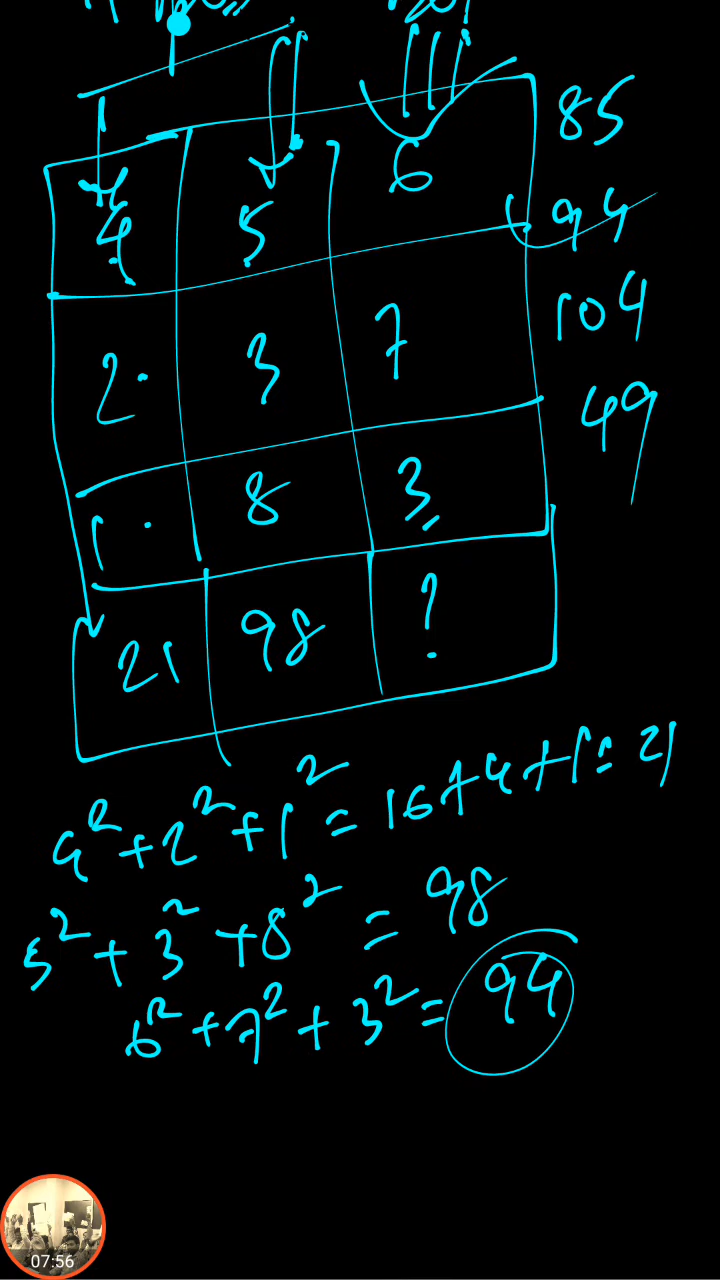 4 5 6
2 3 7
1 8 3
21 98 ?
85
94
104
49
4² + 2² + 1² = 16 + 4 + 1 = 21
5² + 3² + 8² = 98
6² + 7² + 3² = 94
07:56